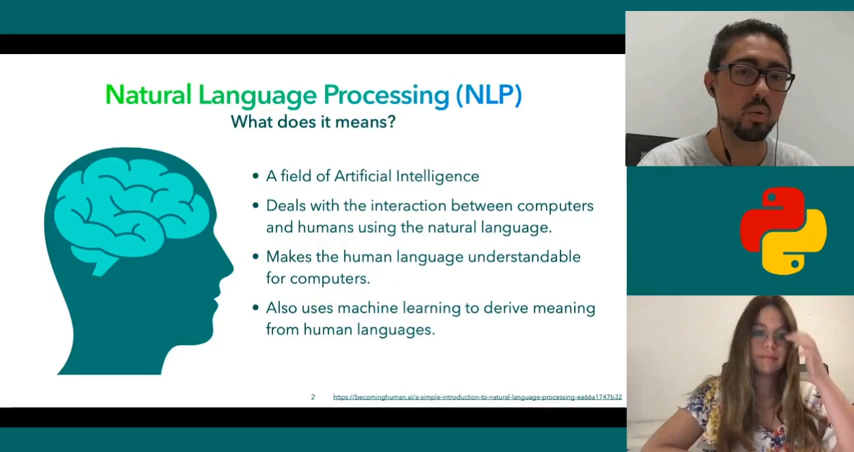 Natural Language Processing (NLP)
What does it means?
• A field of Artificial Intelligence
• Deals with the interaction between computers
and humans using the natural language.
• Makes the human language understandable
for computers.
• Also uses machine learning to derive meaning
from human languages.
2 https://becominghuman.ai/a-simple-introduction-to-natural-language-processing-ea66a1747b32